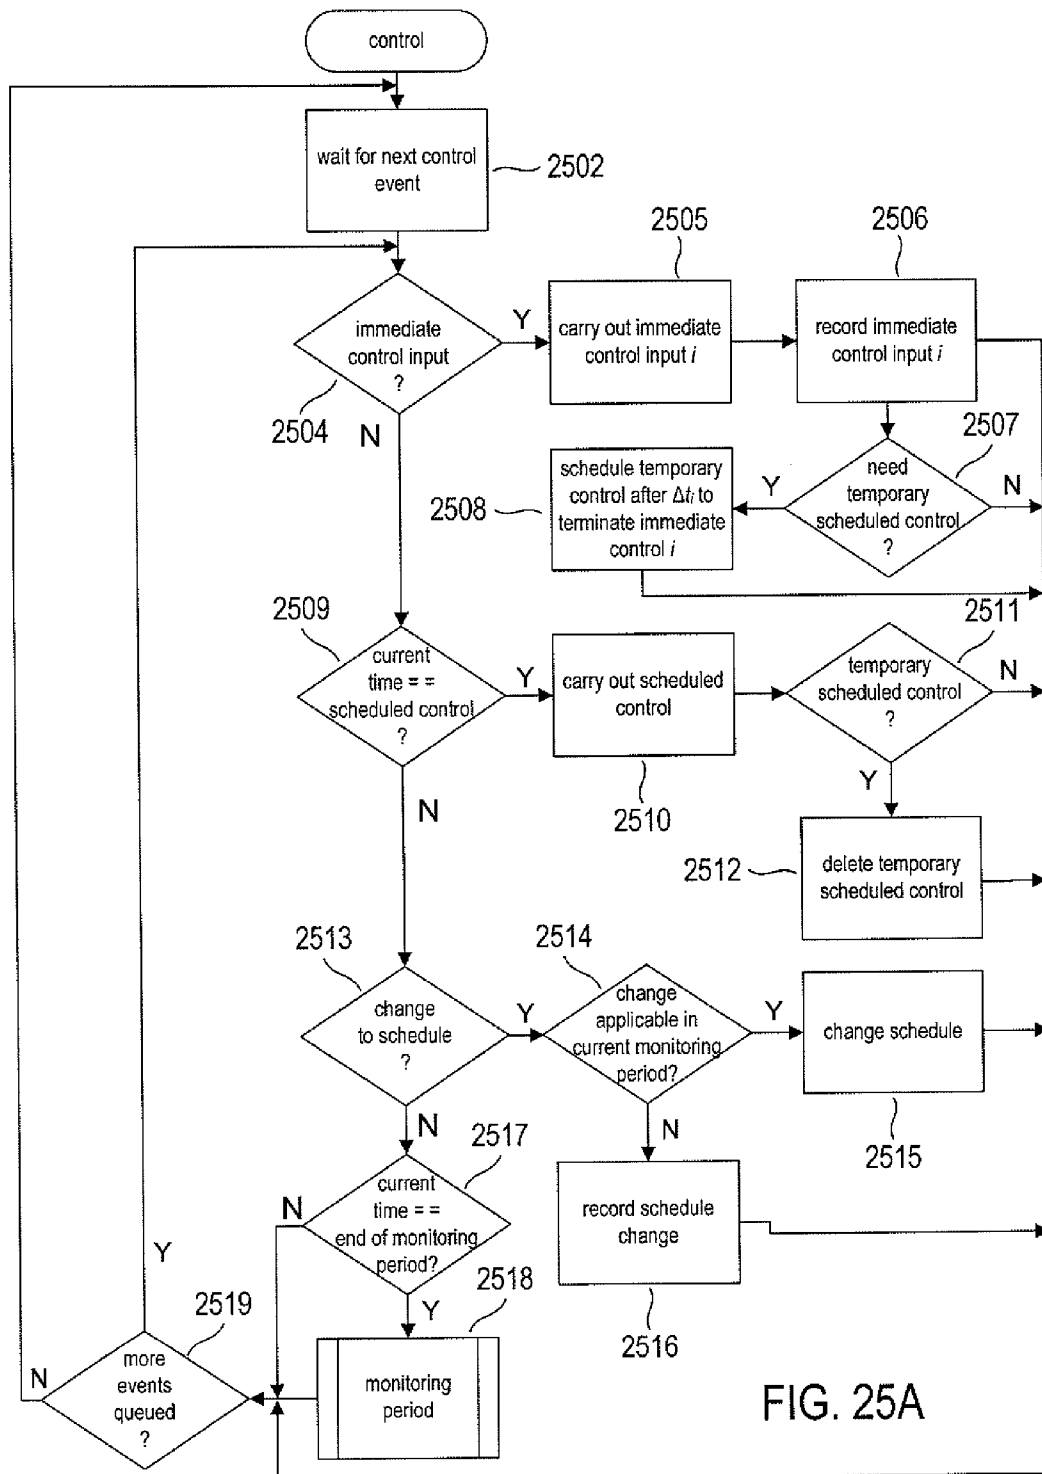 control
wait for next control
event
2502
2505
2506
immediate
control input
?
Y
carry out immediate
control input i
record immediate
control input i
2504
N
2507
need
temporary
scheduled control
?
Y
N
schedule temporary
control after Δti to
terminate immediate
control i
2508
2509
current
time = =
scheduled control
?
Y
carry out scheduled
control
2511
temporary
scheduled control
?
N
Y
N
2510
2512
delete temporary
scheduled control
2513
2514
change
to schedule
?
Y
change
applicable in
current monitoring
period?
Y
change schedule
N
2517
N
2515
current
time = =
end of monitoring
period?
N
record schedule
change
Y
Y
2518
2516
2519
more
events
queued
?
N
monitoring
period
FIG. 25A